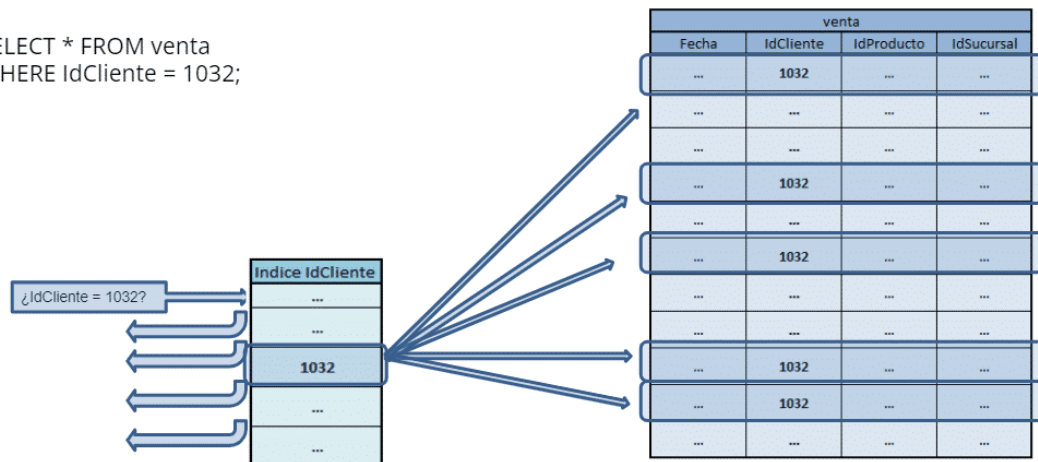 ELECT * FROM venta
HERE IdCliente = 1032;
venta
Fecha IdCliente IdProducto IdSucursal
... 1032 ... ...
... ... ... ...
... ... ... ...
... 1032 ... ...
... ... ... ...
... 1032 ... ...
... ... ... ...
... ... ... ...
... 1032 ... ...
... 1032 ... ...
... ... ... ...
¿IdCliente = 1032?
Indice IdCliente
...
...
1032
...
...